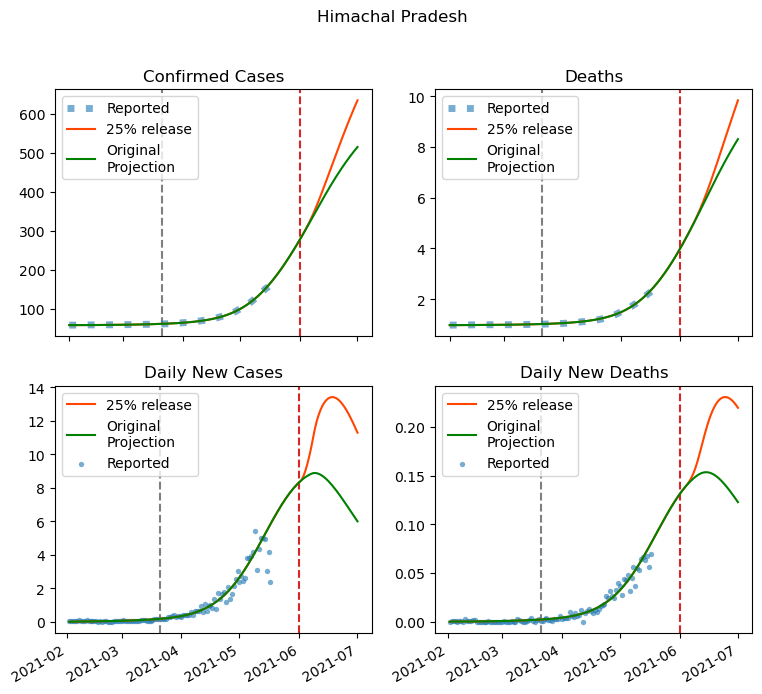 Himachal Pradesh
Confirmed Cases
Reported
25% release
Original
Projection
600
500
400
300
200
100
Deaths
Reported
25% release
Original
Projection
10
8
6
4
2
Daily New Cases
25% release
Original
Projection
Reported
14
12
10
8
6
4
2
0
2021-02
2021-03
2021-04
2021-05
2021-06
2021-07
Daily New Deaths
25% release
Original
Projection
Reported
0.20
0.15
0.10
0.05
0.00
2021-02
2021-03
2021-04
2021-05
2021-06
2021-07